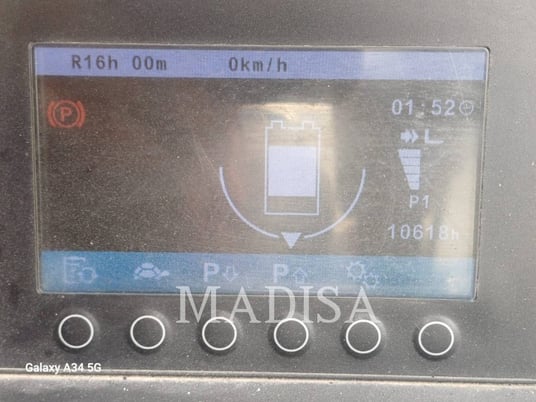 R16h 00m 0km/h
01:52
L
P1
10618h
P P
MADISA
Galaxy A34 5G